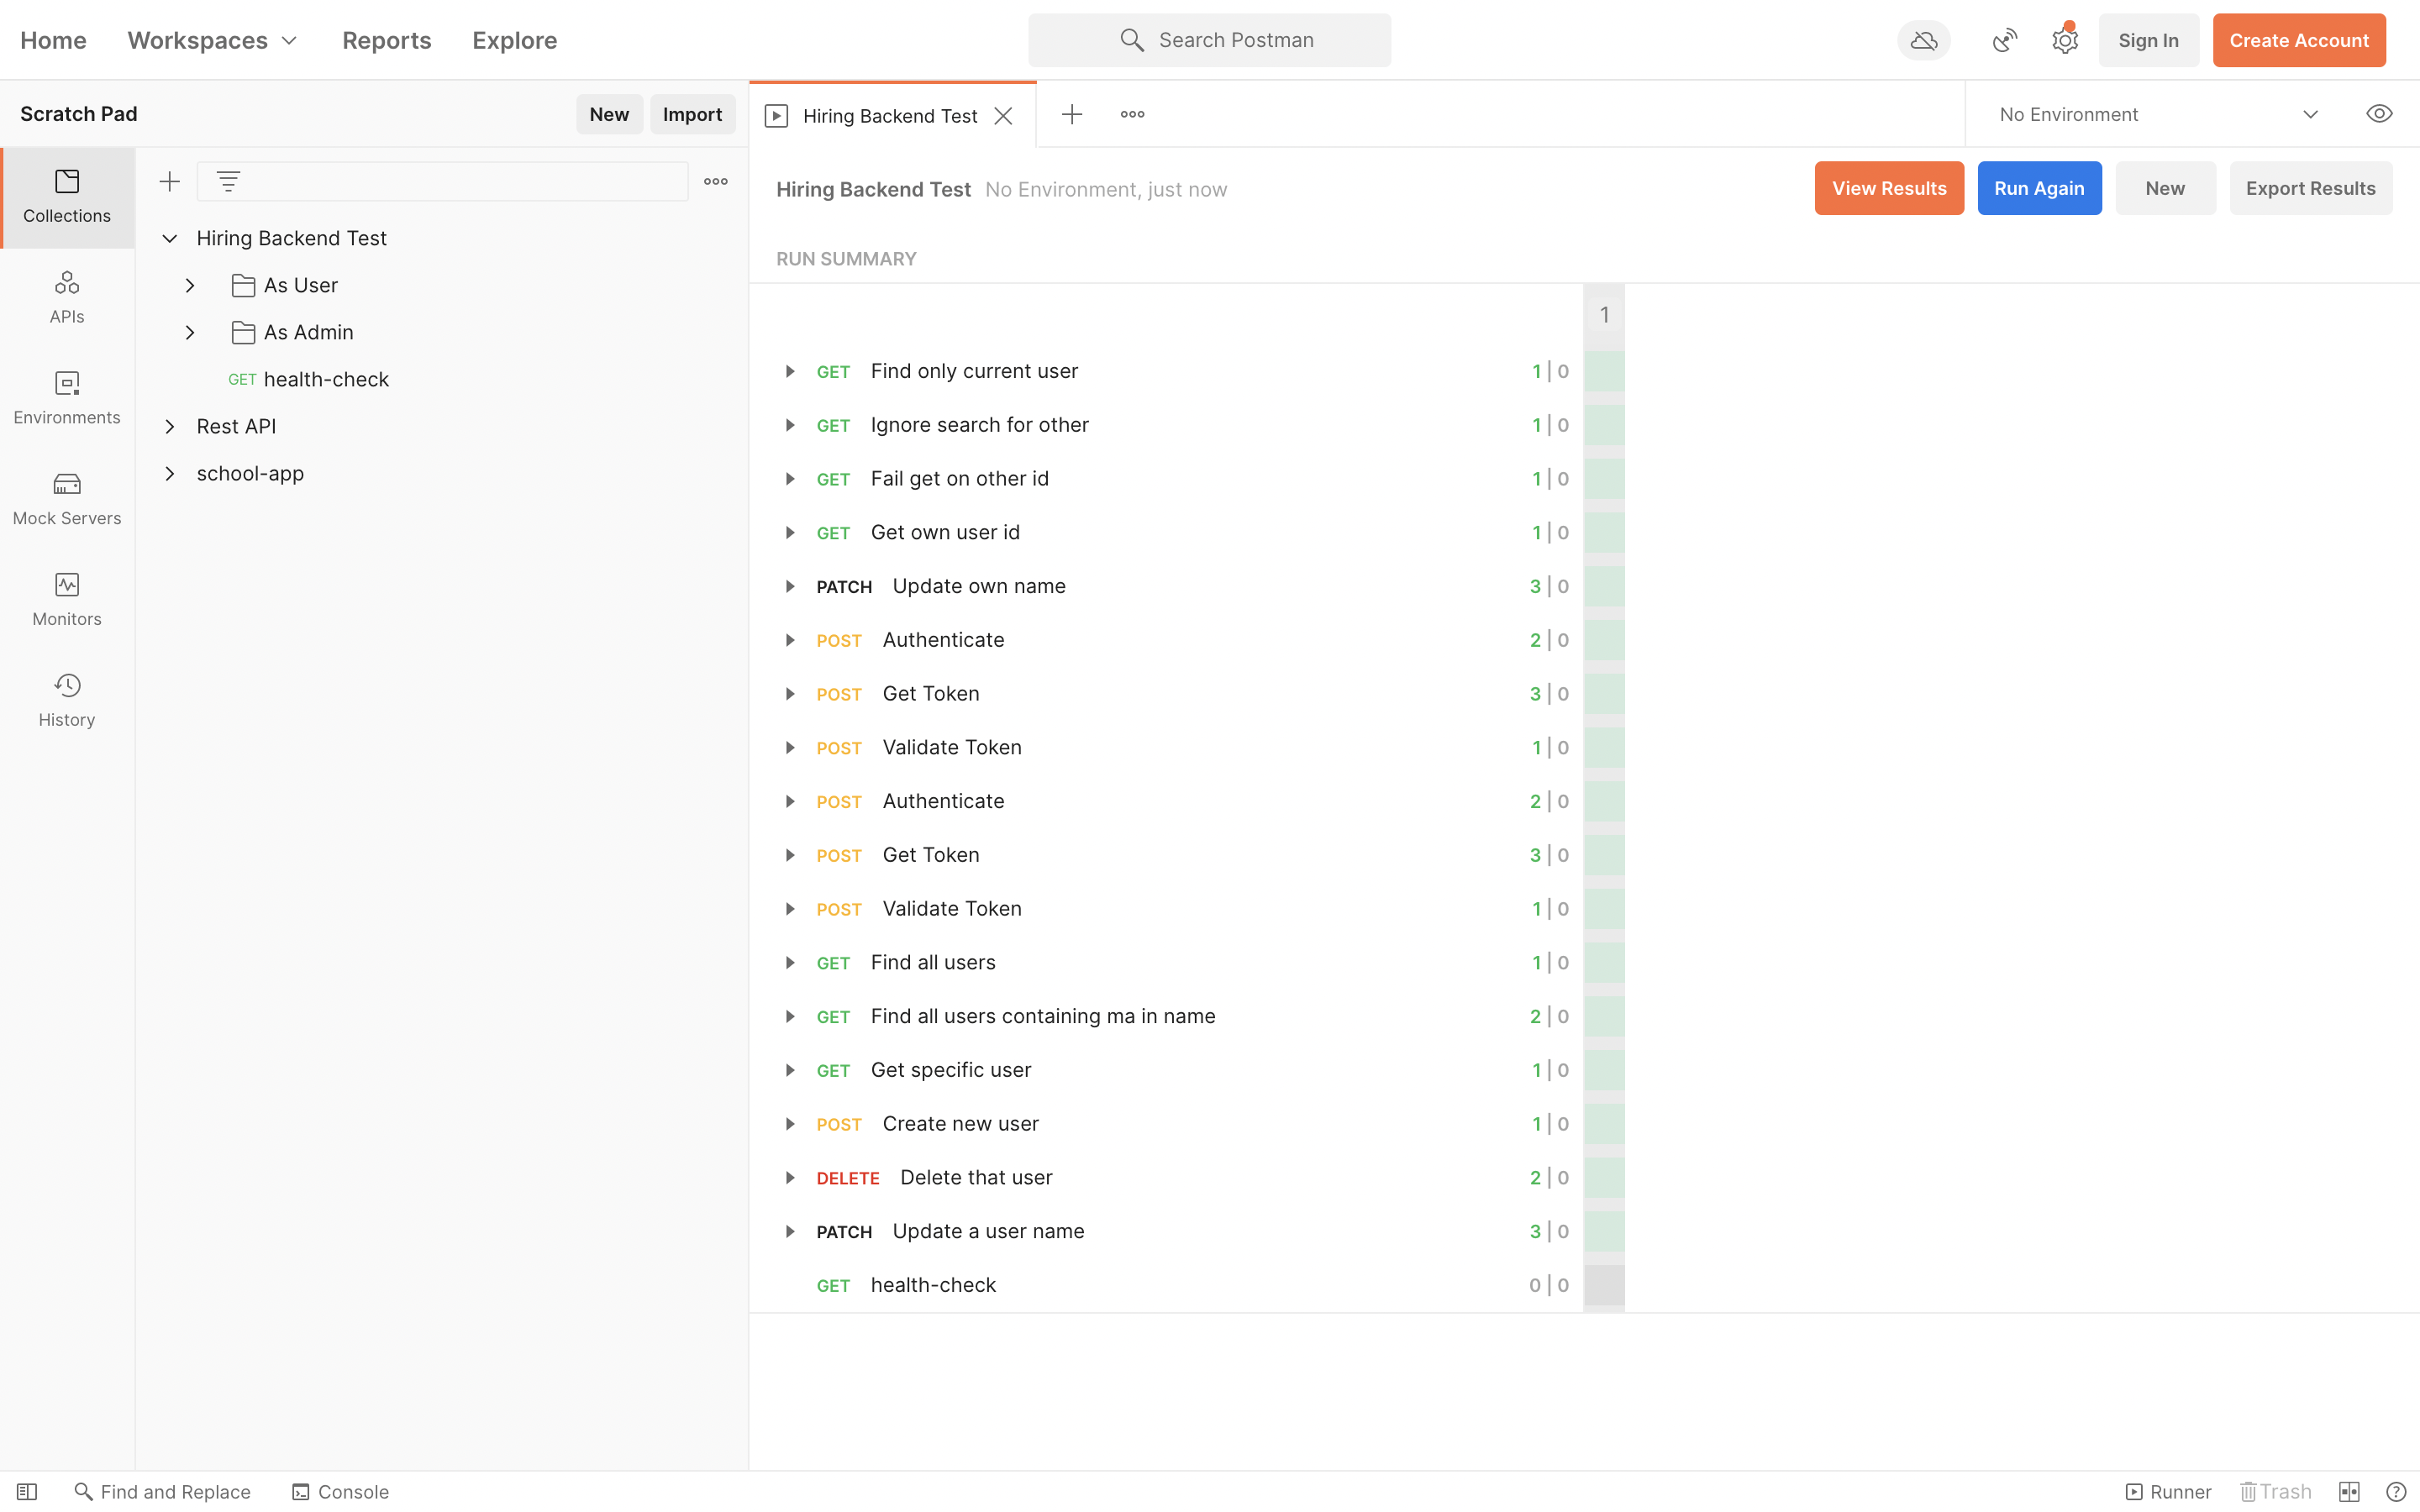 Home Workspaces Reports Explore Search Postman Sign In Create Account
Scratch Pad New Import
Hiring Backend Test No Environment
Collections
APIs
Environments
Mock Servers
Monitors
History
Hiring Backend Test
As User
As Admin
GET health-check
Rest API
school-app
Hiring Backend Test No Environment, just now View Results Run Again New Export Results
RUN SUMMARY
1
GET Find only current user 1 | 0
GET Ignore search for other 1 | 0
GET Fail get on other id 1 | 0
GET Get own user id 1 | 0
PATCH Update own name 3 | 0
POST Authenticate 2 | 0
POST Get Token 3 | 0
POST Validate Token 1 | 0
POST Authenticate 2 | 0
POST Get Token 3 | 0
POST Validate Token 1 | 0
GET Find all users 1 | 0
GET Find all users containing ma in name 2 | 0
GET Get specific user 1 | 0
POST Create new user 1 | 0
DELETE Delete that user 2 | 0
PATCH Update a user name 3 | 0
GET health-check 0 | 0
Find and Replace Console Runner Trash